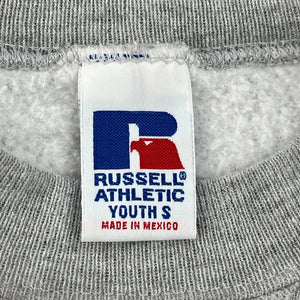 RUSSELL®
ATHLETIC
YOUTH S
MADE IN MEXICO